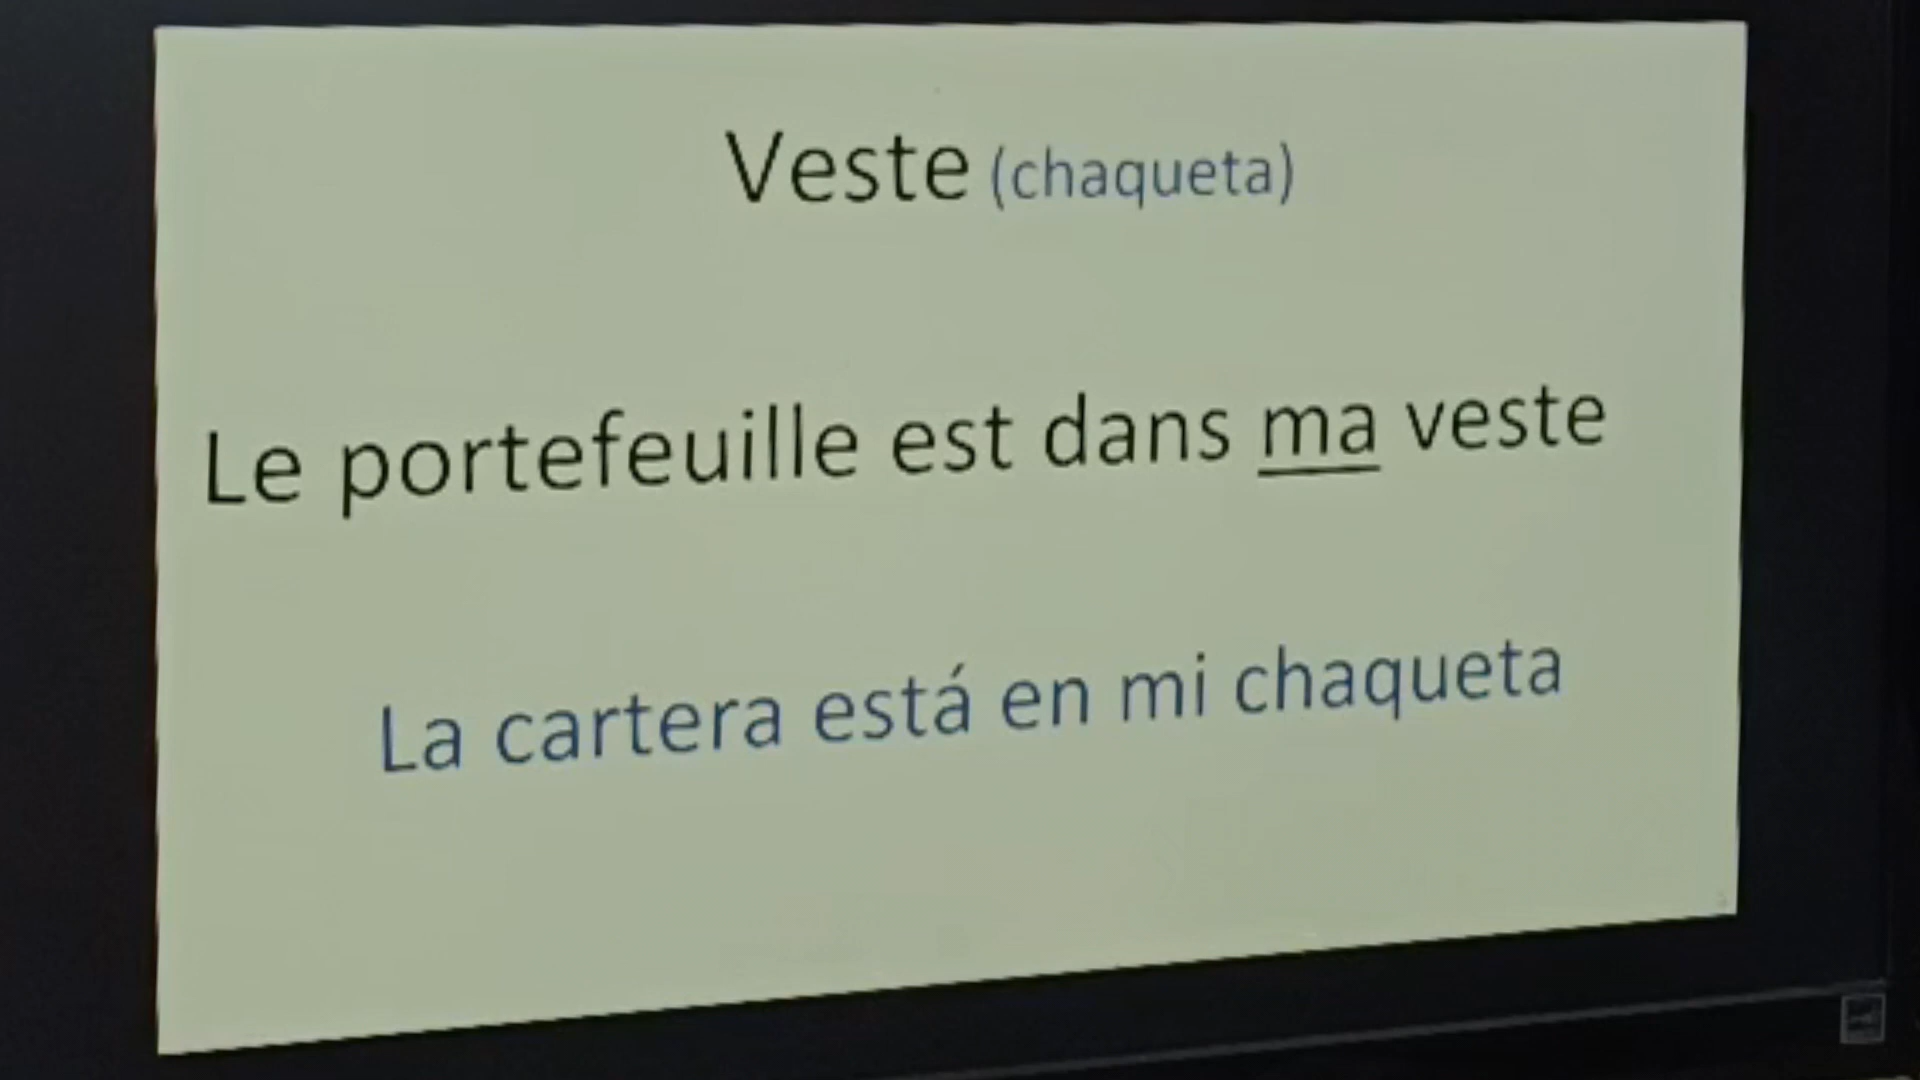 Veste (chaqueta)
Le portefeuille est dans ma veste
La cartera está en mi chaqueta